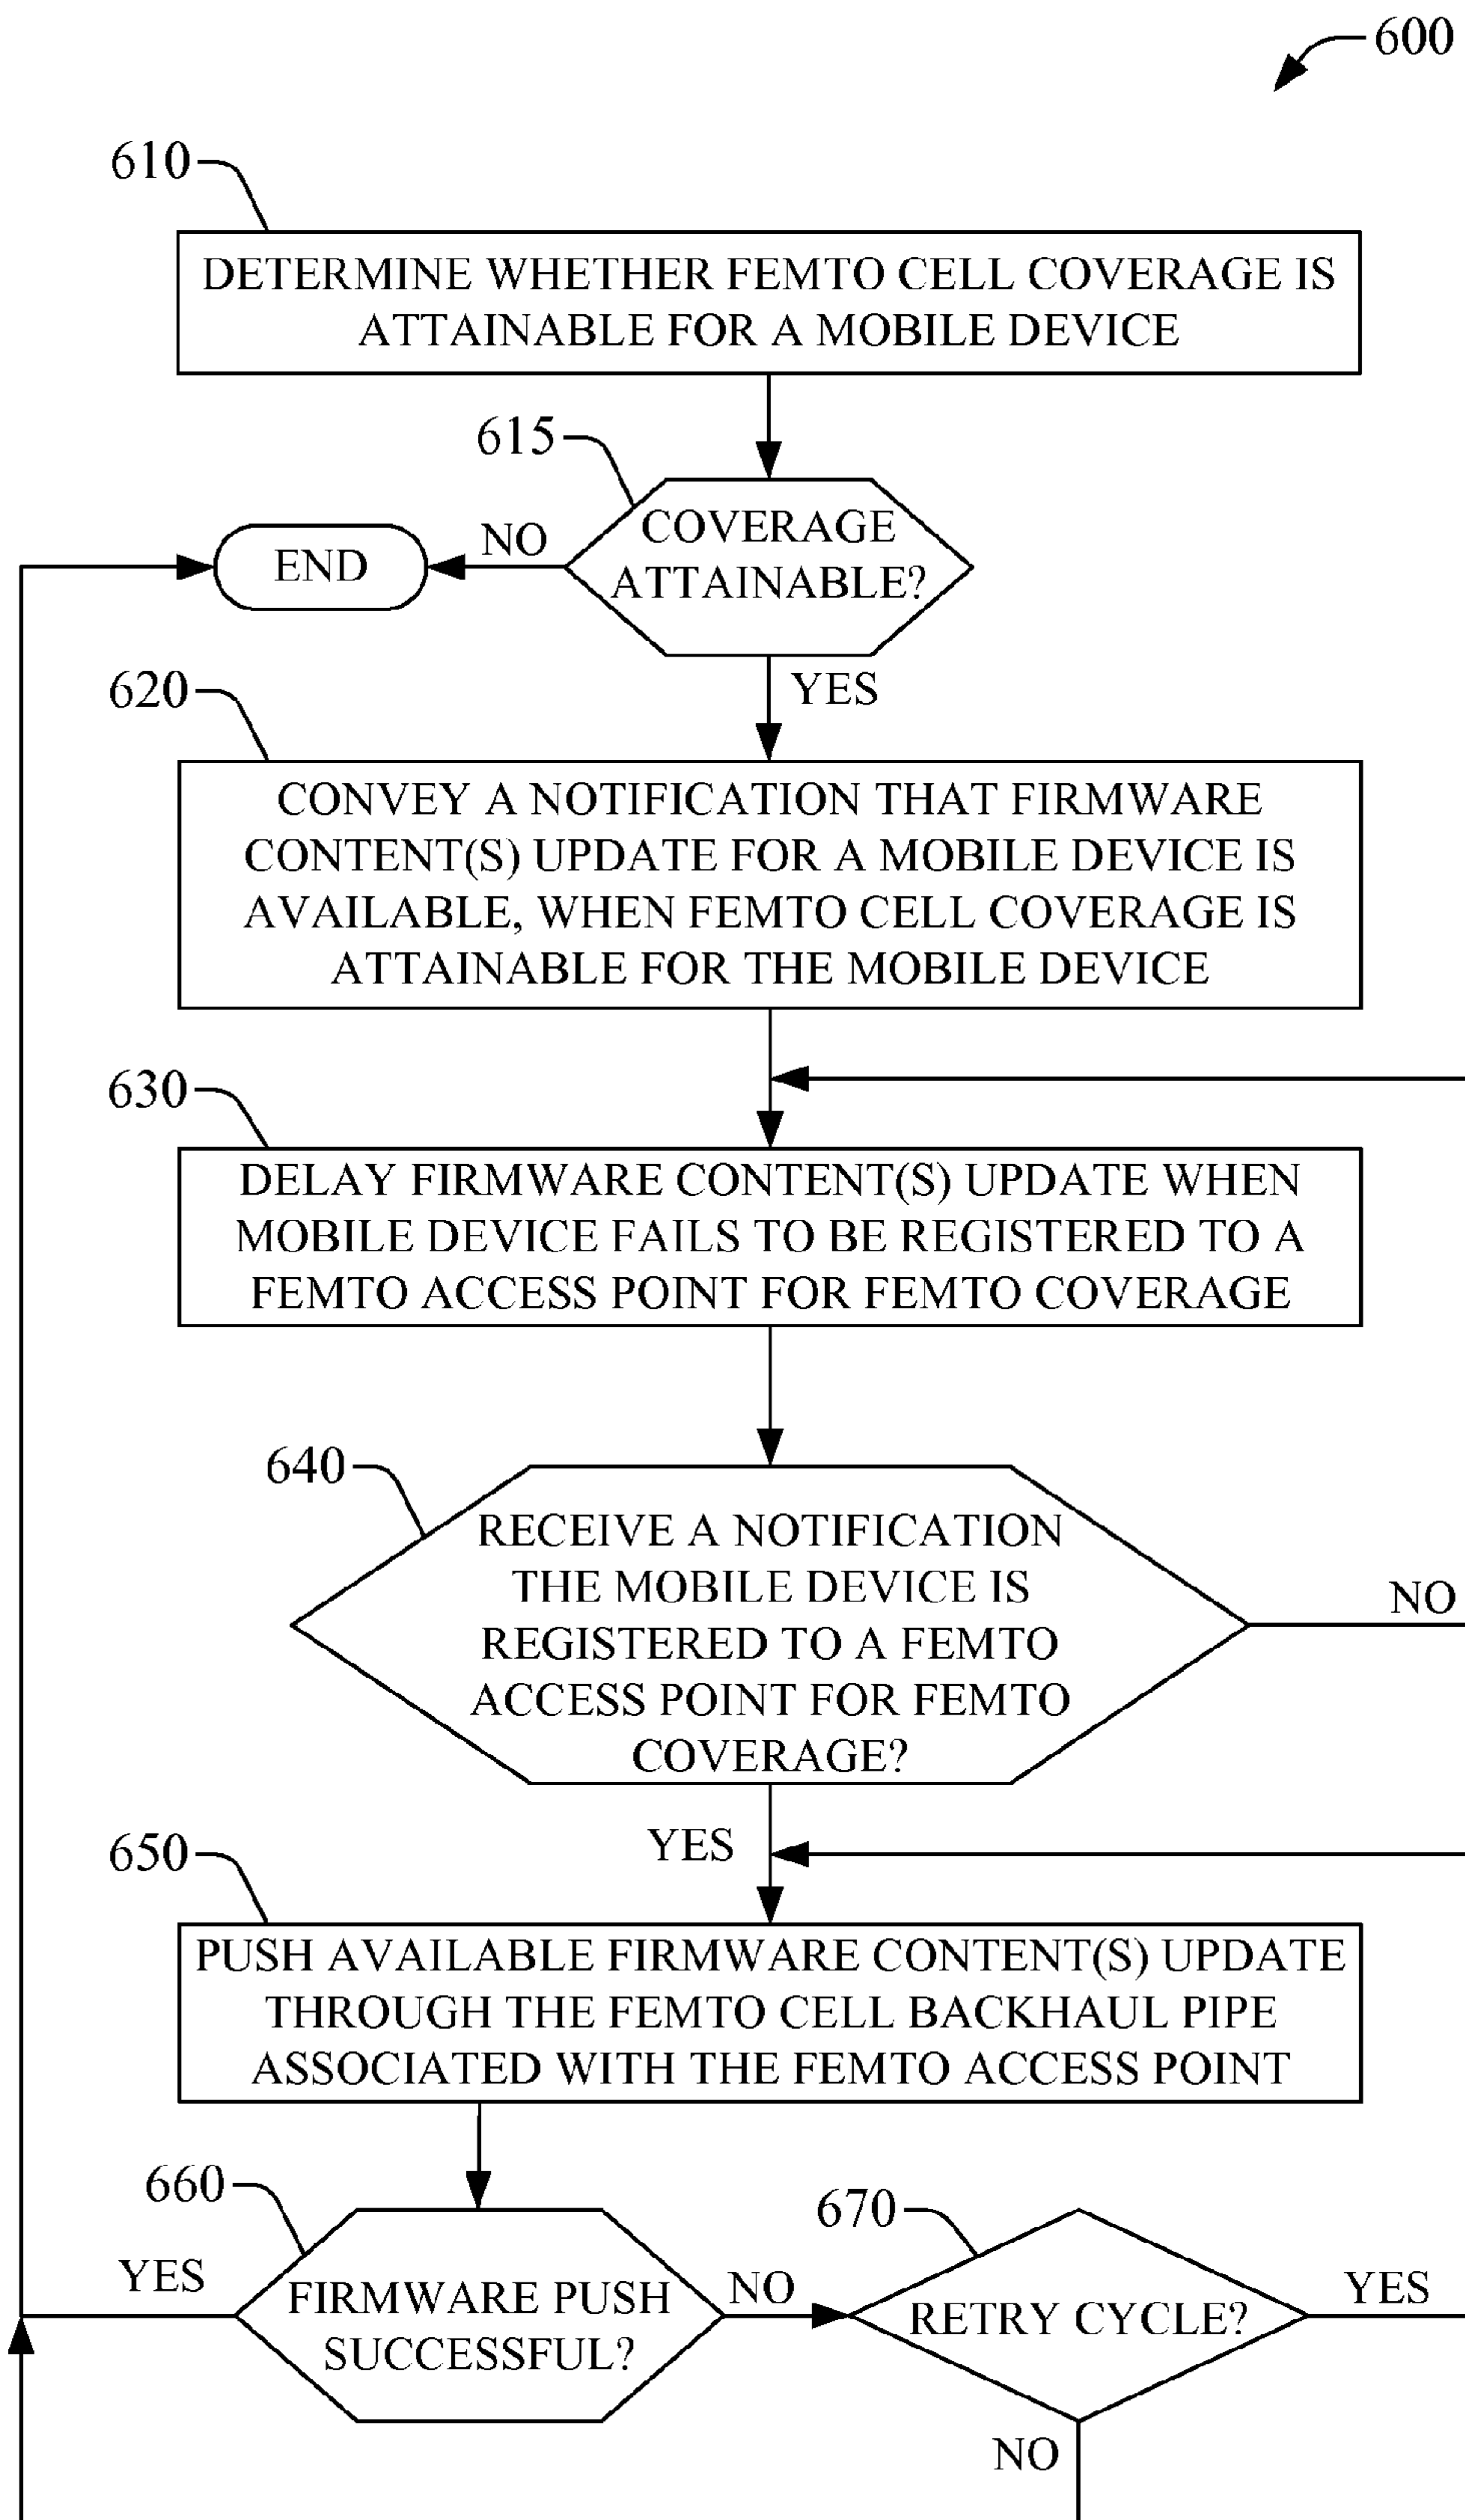 600
610
DETERMINE WHETHER FEMTO CELL COVERAGE IS
ATTAINABLE FOR A MOBILE DEVICE
615
COVERAGE
ATTAINABLE?
NO
END
YES
620
CONVEY A NOTIFICATION THAT FIRMWARE
CONTENT(S) UPDATE FOR A MOBILE DEVICE IS
AVAILABLE, WHEN FEMTO CELL COVERAGE IS
ATTAINABLE FOR THE MOBILE DEVICE
630
DELAY FIRMWARE CONTENT(S) UPDATE WHEN
MOBILE DEVICE FAILS TO BE REGISTERED TO A
FEMTO ACCESS POINT FOR FEMTO COVERAGE
640
RECEIVE A NOTIFICATION
THE MOBILE DEVICE IS
REGISTERED TO A FEMTO
ACCESS POINT FOR FEMTO
COVERAGE?
NO
YES
650
PUSH AVAILABLE FIRMWARE CONTENT(S) UPDATE
THROUGH THE FEMTO CELL BACKHAUL PIPE
ASSOCIATED WITH THE FEMTO ACCESS POINT
660
FIRMWARE PUSH
SUCCESSFUL?
YES
NO
670
RETRY CYCLE?
YES
NO